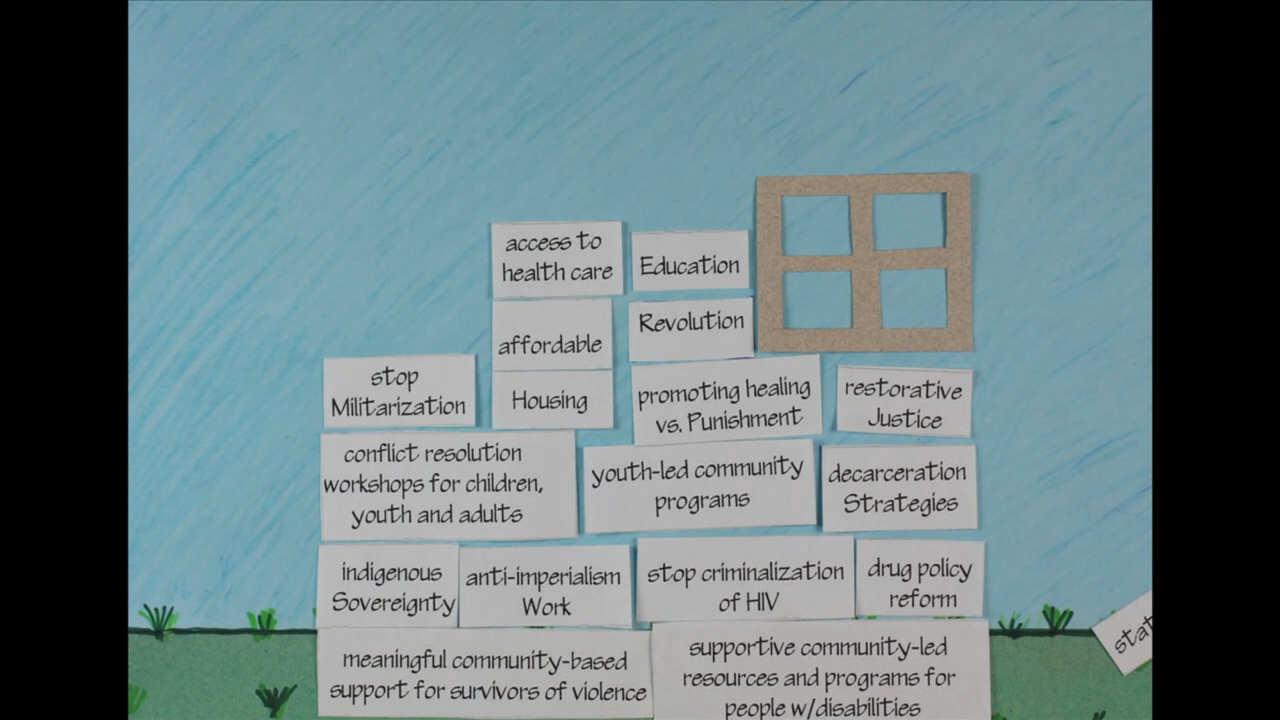 access to
health care
Education
affordable
Revolution
stop
Militarization
Housing
promoting healing
vs. Punishment
restorative
Justice
conflict resolution
workshops for children,
youth and adults
youth-led community
programs
decarceration
Strategies
indigenous
Sovereignty
anti-imperialism
Work
stop criminalization
of HIV
drug policy
reform
meaningful community-based
support for survivors of violence
supportive community-led
resources and programs for
people w/disabilities